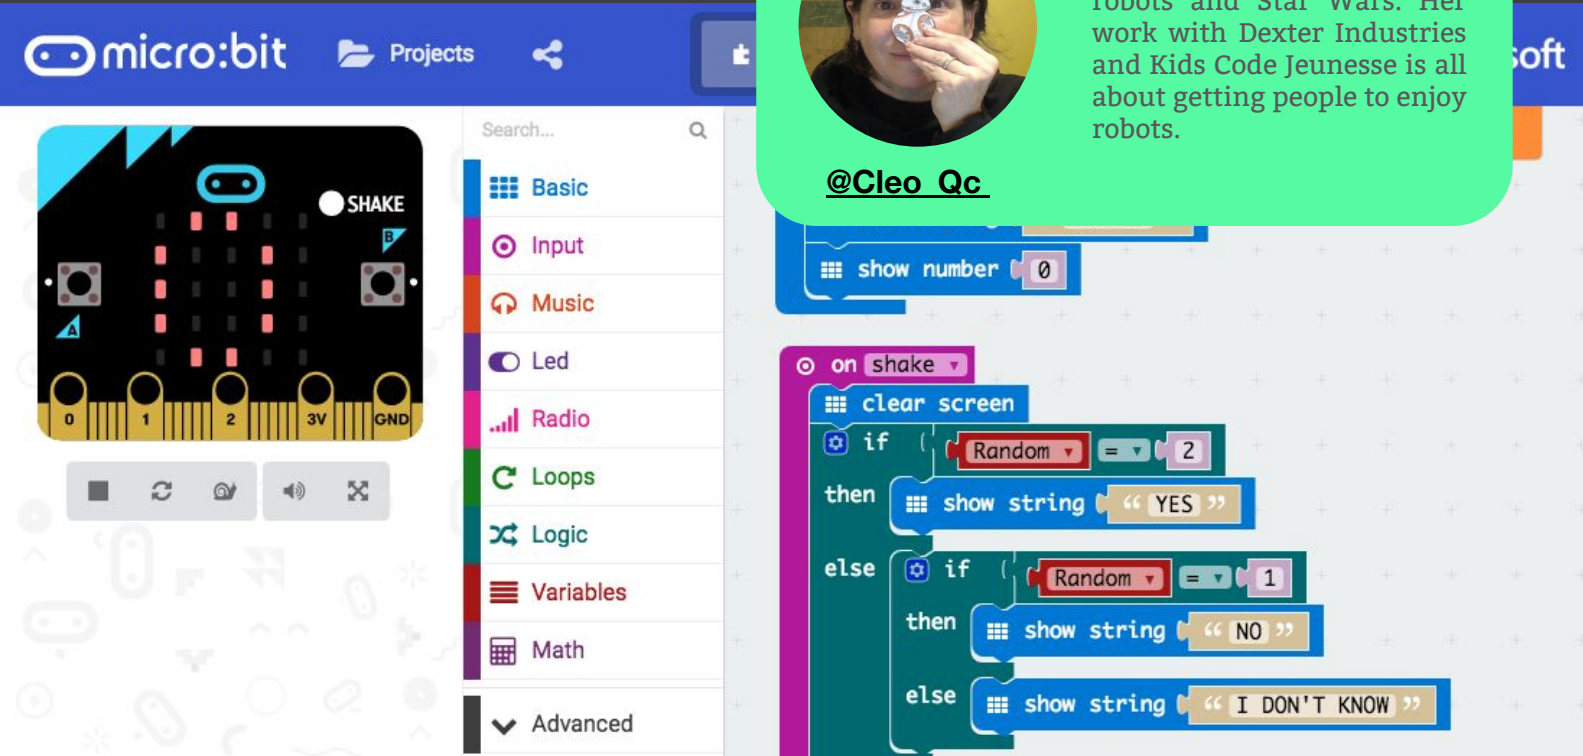 micro:bit
Projects
soft
robots and Star Wars. Her
work with Dexter Industries
and Kids Code Jeunesse is all
about getting people to enjoy
robots.
@Cleo_Qc
SHAKE
B
A
0 1 2 3V GND
Search...
Basic
Input
Music
Led
Radio
Loops
Logic
Variables
Math
Advanced
show number 0
on shake
clear screen
if Random = 2
then show string “ YES ”
else if Random = 1
then show string “ NO ”
else show string “ I DON'T KNOW ”